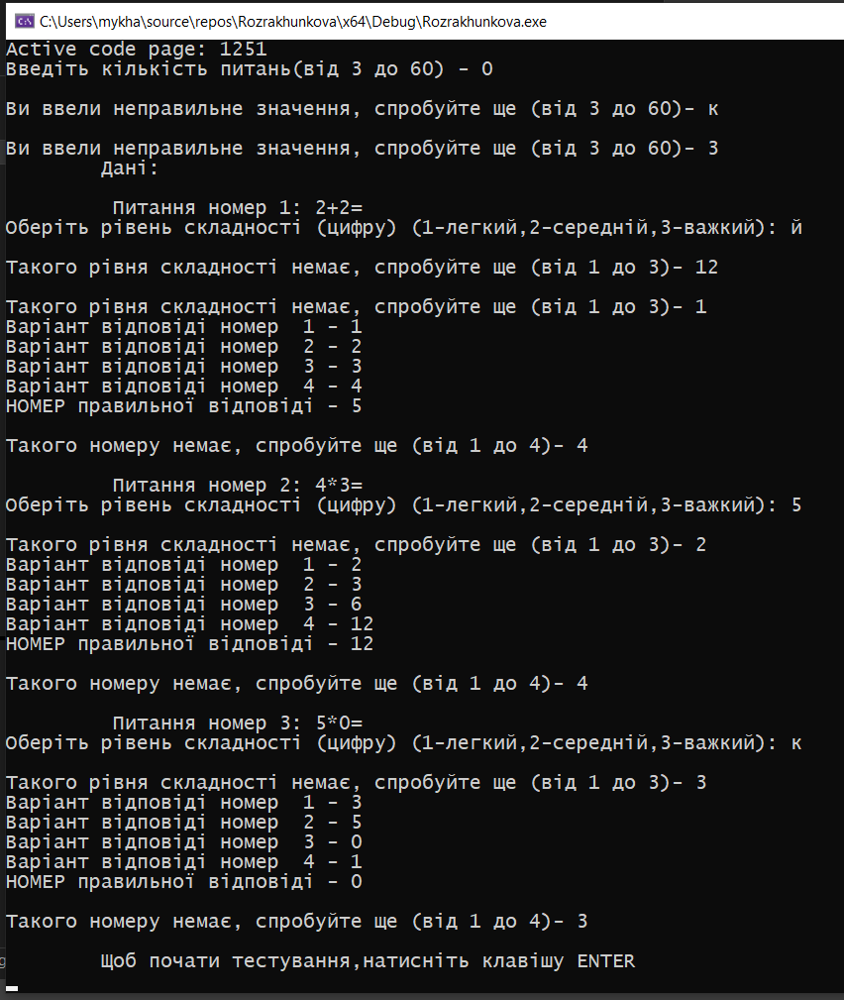 C:\Users\mykha\source\repos\Rozrakhunkova\x64\Debug\Rozrakhunkova.exe
Active code page: 1251
Введіть кількість питань(від 3 до 60) - 0
Ви ввели неправильне значення, спробуйте ще (від 3 до 60)- к
Ви ввели неправильне значення, спробуйте ще (від 3 до 60)- 3
Дані:
Питання номер 1: 2+2=
Оберіть рівень складності (цифру) (1-легкий,2-середній,3-важкий): й
Такого рівня складності немає, спробуйте ще (від 1 до 3)- 12
Такого рівня складності немає, спробуйте ще (від 1 до 3)- 1
Варіант відповіді номер  1 - 1
Варіант відповіді номер  2 - 2
Варіант відповіді номер  3 - 3
Варіант відповіді номер  4 - 4
НОМЕР правильної відповіді - 5
Такого номеру немає, спробуйте ще (від 1 до 4)- 4
Питання номер 2: 4*3=
Оберіть рівень складності (цифру) (1-легкий,2-середній,3-важкий): 5
Такого рівня складності немає, спробуйте ще (від 1 до 3)- 2
Варіант відповіді номер  1 - 2
Варіант відповіді номер  2 - 3
Варіант відповіді номер  3 - 6
Варіант відповіді номер  4 - 12
НОМЕР правильної відповіді - 12
Такого номеру немає, спробуйте ще (від 1 до 4)- 4
Питання номер 3: 5*0=
Оберіть рівень складності (цифру) (1-легкий,2-середній,3-важкий): к
Такого рівня складності немає, спробуйте ще (від 1 до 3)- 3
Варіант відповіді номер  1 - 3
Варіант відповіді номер  2 - 5
Варіант відповіді номер  3 - 0
Варіант відповіді номер  4 - 1
НОМЕР правильної відповіді - 0
Такого номеру немає, спробуйте ще (від 1 до 4)- 3
Щоб почати тестування,натисніть клавішу ENTER